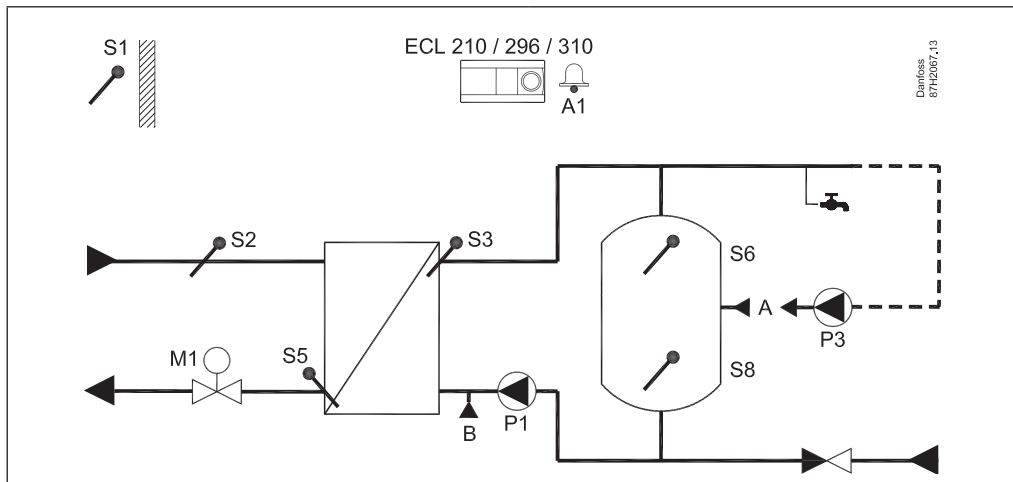 S1
ECL 210 / 296 / 310
A1
Danfoss
87H2067.13
S2
S3
S6
A
P3
M1
S5
S8
B
P1